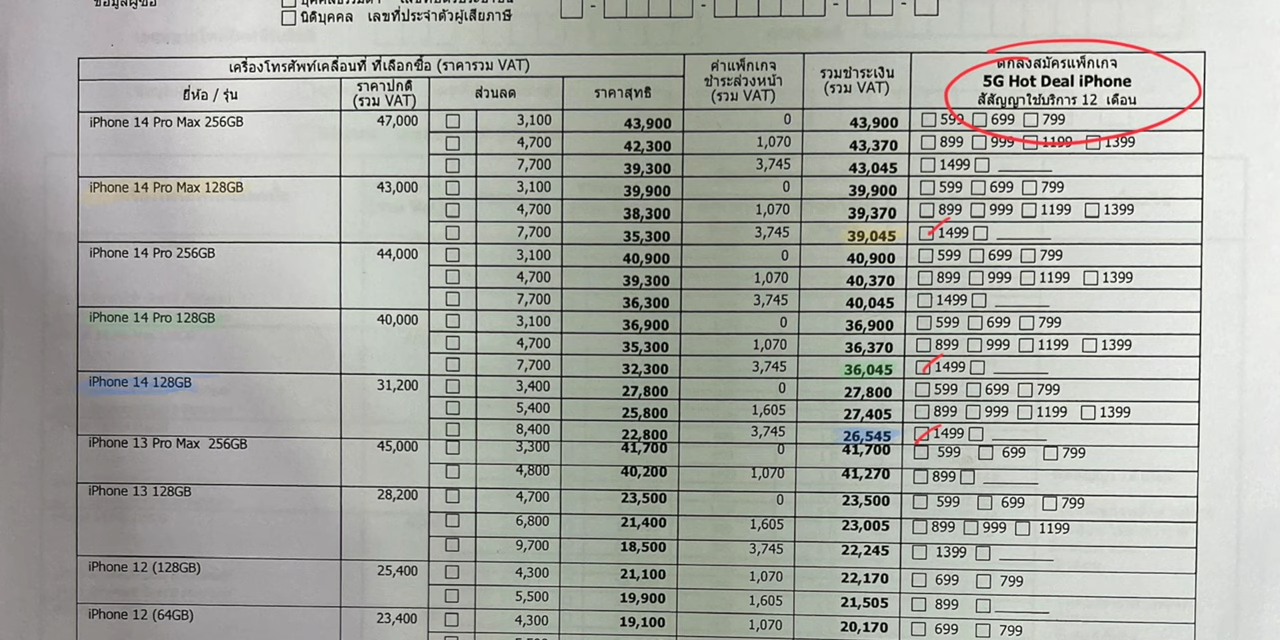 ข้อมูลผู้ซื้อ
นิติบุคคล เลขที่ประจำตัวผู้เสียภาษี
เครื่องโทรศัพท์เคลื่อนที่ ที่เลือกซื้อ (ราคารวม VAT) ค่าแพ็กเกจ ชำระล่วงหน้า (รวม VAT) รวมชำระเงิน (รวม VAT) ตกลงสมัครแพ็กเกจ
5G Hot Deal iPhone
สัสัญญาใช้บริการ 12 เดือน
ยี่ห้อ / รุ่น ราคาปกติ (รวม VAT) ส่วนลด ราคาสุทธิ
iPhone 14 Pro Max 256GB 47,000 3,100 43,900 0 43,900 599 699 799
4,700 42,300 1,070 43,370 899 999 1199 1399
7,700 39,300 3,745 43,045 1499
iPhone 14 Pro Max 128GB 43,000 3,100 39,900 0 39,900 599 699 799
4,700 38,300 1,070 39,370 899 999 1199 1399
7,700 35,300 3,745 39,045 1499
iPhone 14 Pro 256GB 44,000 3,100 40,900 0 40,900 599 699 799
4,700 39,300 1,070 40,370 899 999 1199 1399
7,700 36,300 3,745 40,045 1499
iPhone 14 Pro 128GB 40,000 3,100 36,900 0 36,900 599 699 799
4,700 35,300 1,070 36,370 899 999 1199 1399
7,700 32,300 3,745 36,045 1499
iPhone 14 128GB 31,200 3,400 27,800 0 27,800 599 699 799
5,400 25,800 1,605 27,405 899 999 1199 1399
8,400 22,800 3,745 26,545 1499
iPhone 13 Pro Max 256GB 45,000 3,300 41,700 0 41,700 599 699 799
4,800 40,200 1,070 41,270 899
iPhone 13 128GB 28,200 4,700 23,500 0 23,500 599 699 799
6,800 21,400 1,605 23,005 899 999 1199
9,700 18,500 3,745 22,245 1399
iPhone 12 (128GB) 25,400 4,300 21,100 1,070 22,170 699 799
5,500 19,900 1,605 21,505 899
iPhone 12 (64GB) 23,400 4,300 19,100 1,070 20,170 699 799